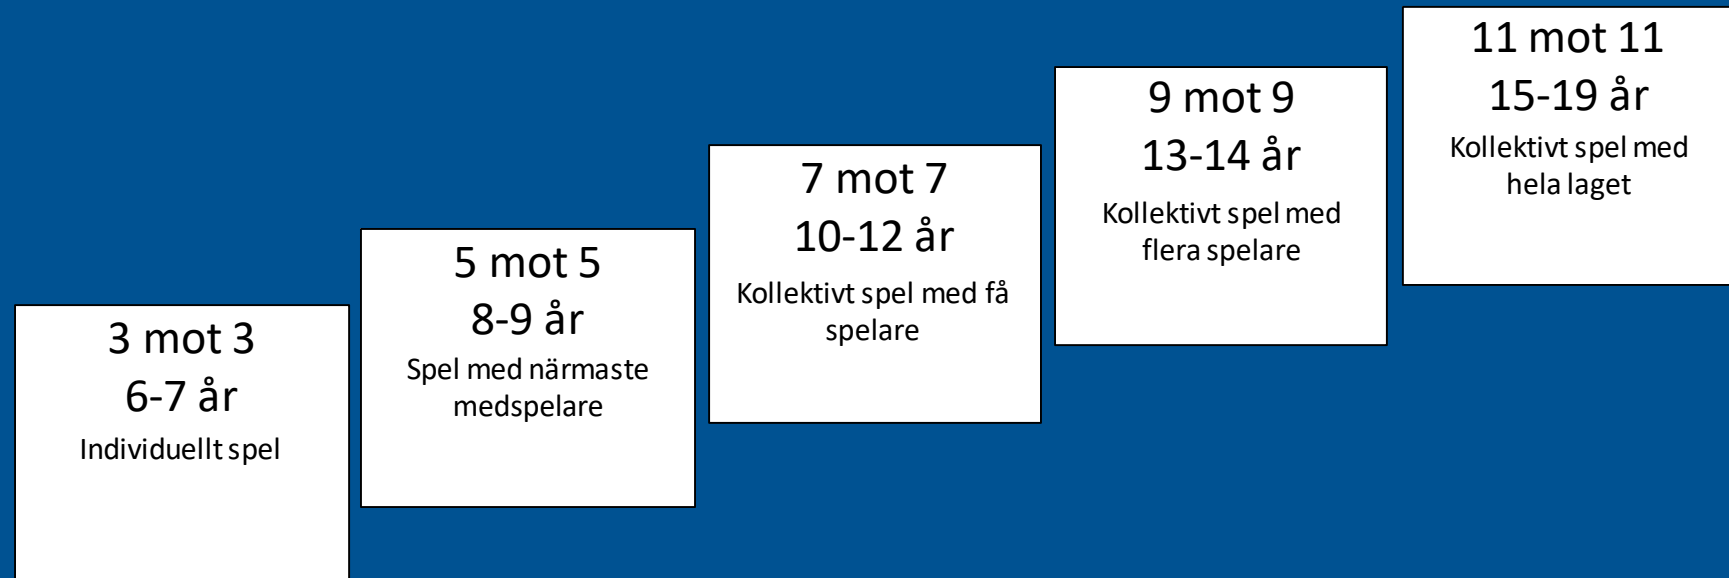 3 mot 3
6-7 år
Individuellt spel
5 mot 5
8-9 år
Spel med närmaste
medspelare
7 mot 7
10-12 år
Kollektivt spel med få
spelare
9 mot 9
13-14 år
Kollektivt spel med
flera spelare
11 mot 11
15-19 år
Kollektivt spel med
hela laget